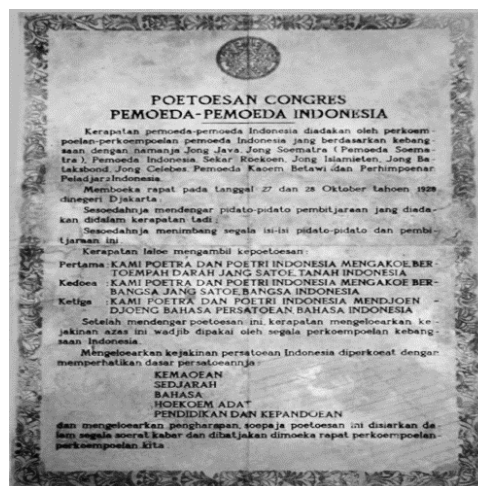 POETOESAN CONGRES
PEMOEDA-PEMOEDA INDONESIA
Kerapatan pemoeda-pemoeda Indonesia diadakan oleh perkoem-
poelan-perkoempoelan pemoeda Indonesia jang berdasarkan kebang-
saan dengan namanja Jong Java, Jong Soematra (Pemoeda Soema-
tra), Pemoeda Indonesia, Sekar Roekoen, Jong Islamieten, Jong Ba-
taksbond, Jong Celebes, Pemoeda Kaoem Betawi dan Perhimpoenan
Peladjar2 Indonesia.
Memboeka rapat pada tanggal 27 dan 28 Oktober tahoen 1928
dinegeri Djakarta;
Sesoedahnja mendengar pidato-pidato pembitjaraan jang diada-
kan didalam kerapatan tadi;
Sesoedahnja menimbang segala isi-isi pidato-pidato dan pembi-
tjaraan ini
Kerapatan laloe mengambil kepoetoesan:
Pertama : KAMI POETRA DAN POETRI INDONESIA MENGAKOE BER-
TOEMPAH DARAH JANG SATOE, TANAH INDONESIA
Kedoea : KAMI POETRA DAN POETRI INDONESIA MENGAKOE BER-
BANGSA JANG SATOE, BANGSA INDONESIA
Ketiga : KAMI POETRA DAN POETRI INDONESIA MENDJOEN
DJOENG BAHASA PERSATOEAN BAHASA INDONESIA
Setelah mendengar poetoesan ini, kerapatan mengeloearkan ke-
jakinan azas ini wadjib dipakai oleh segala perkoempoelan kebang-
saan Indonesia.
Mengeloearkan kejakinan persatoean Indonesia diperkoeat dengan
memperhatikan dasar persatoeannja:
KEMAOEAN
SEDJARAH
BAHASA
HOEKOEM ADAT
PENDIDIKAN DAN KEPANDOEAN
dan mengeloearkan pengharapan, soepaja poetoesan ini disiarkan da-
lam segala soerat kabar dan dibatjakan dimoeka rapat perkoempoelan-
perkoempoelan kita